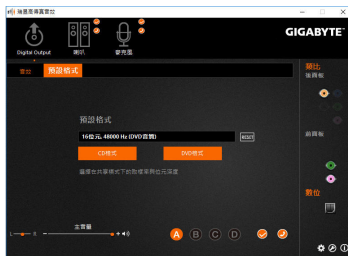 瑞昱高傳真音效
GIGABYTE™
Digital Output
喇叭
麥克風
類比
後面板
音效
預設格式
預設格式
16位元, 48000 Hz (DVD音質)
RESET
CD格式
DVD格式
選擇在共享模式下的取樣率與位元深度
前面板
數位
主音量
L
R
A B C D